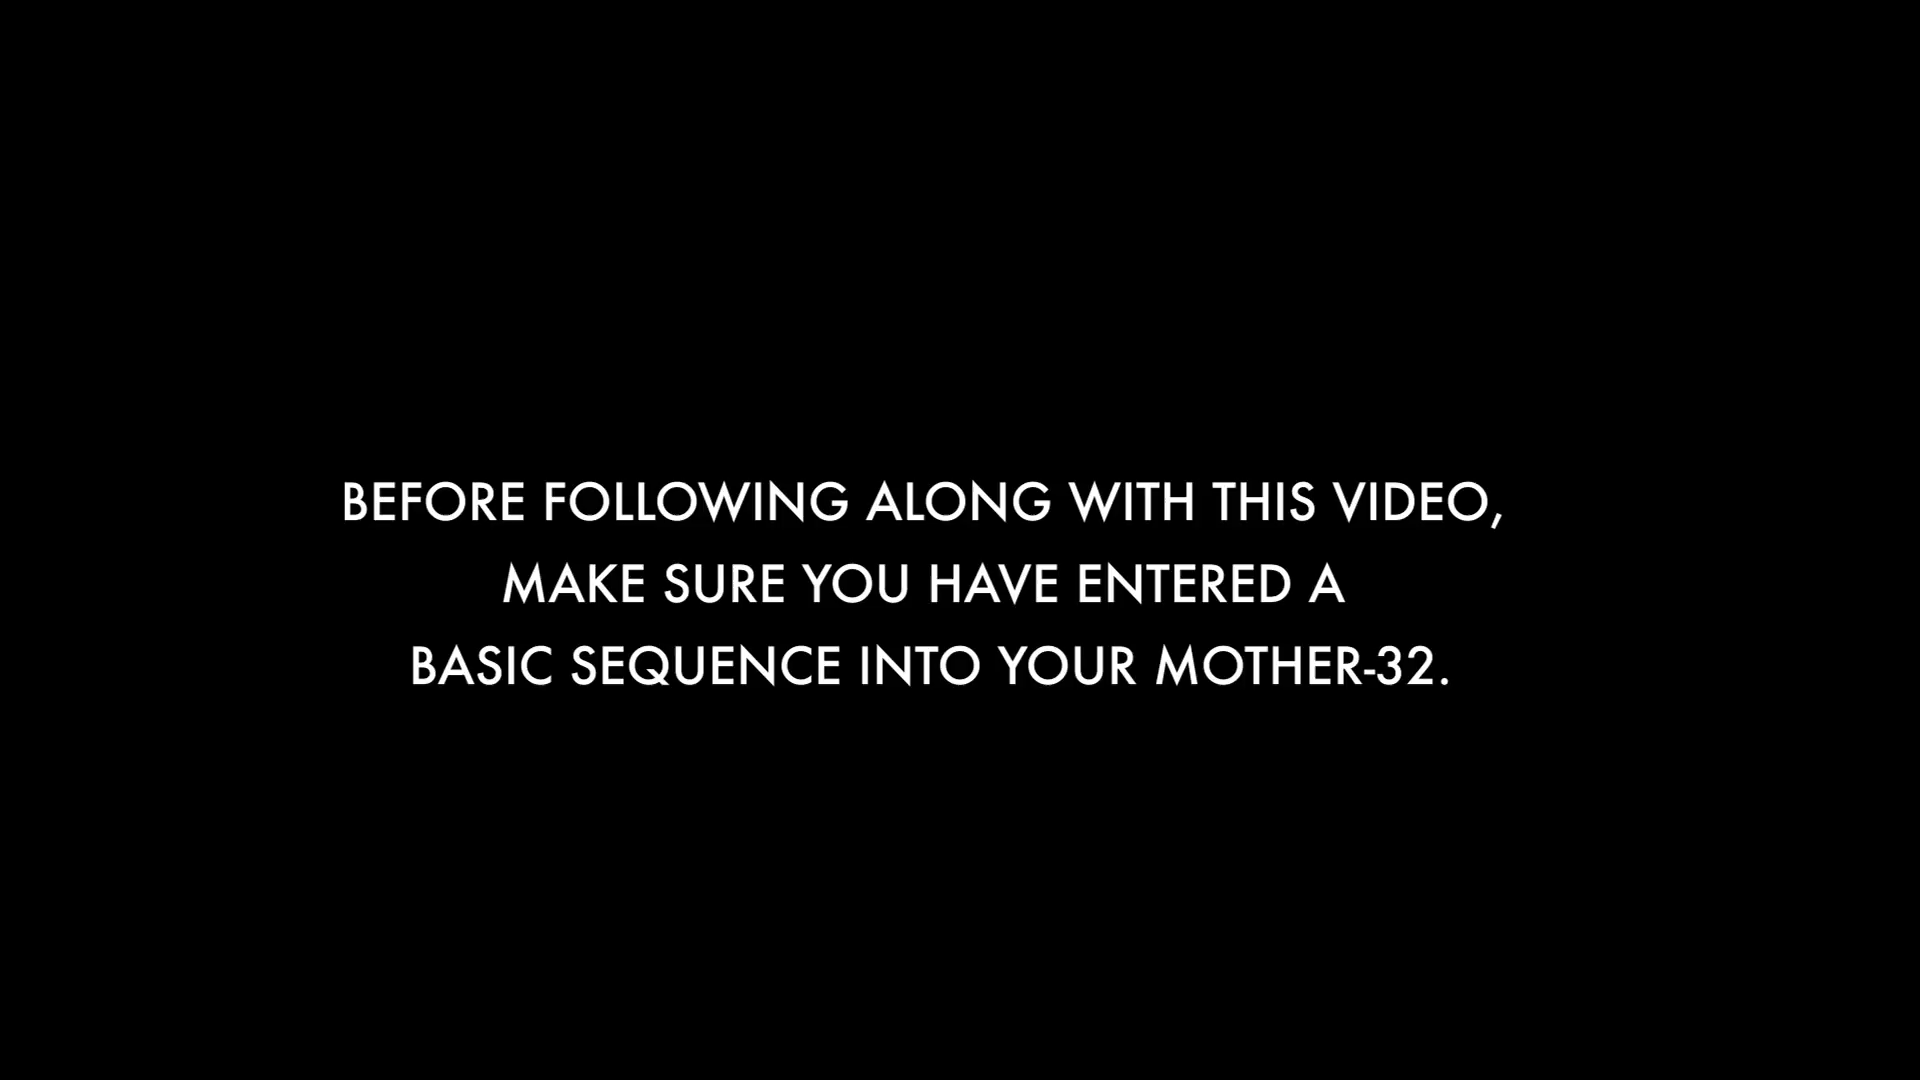 BEFORE FOLLOWING ALONG WITH THIS VIDEO,
MAKE SURE YOU HAVE ENTERED A
BASIC SEQUENCE INTO YOUR MOTHER-32.